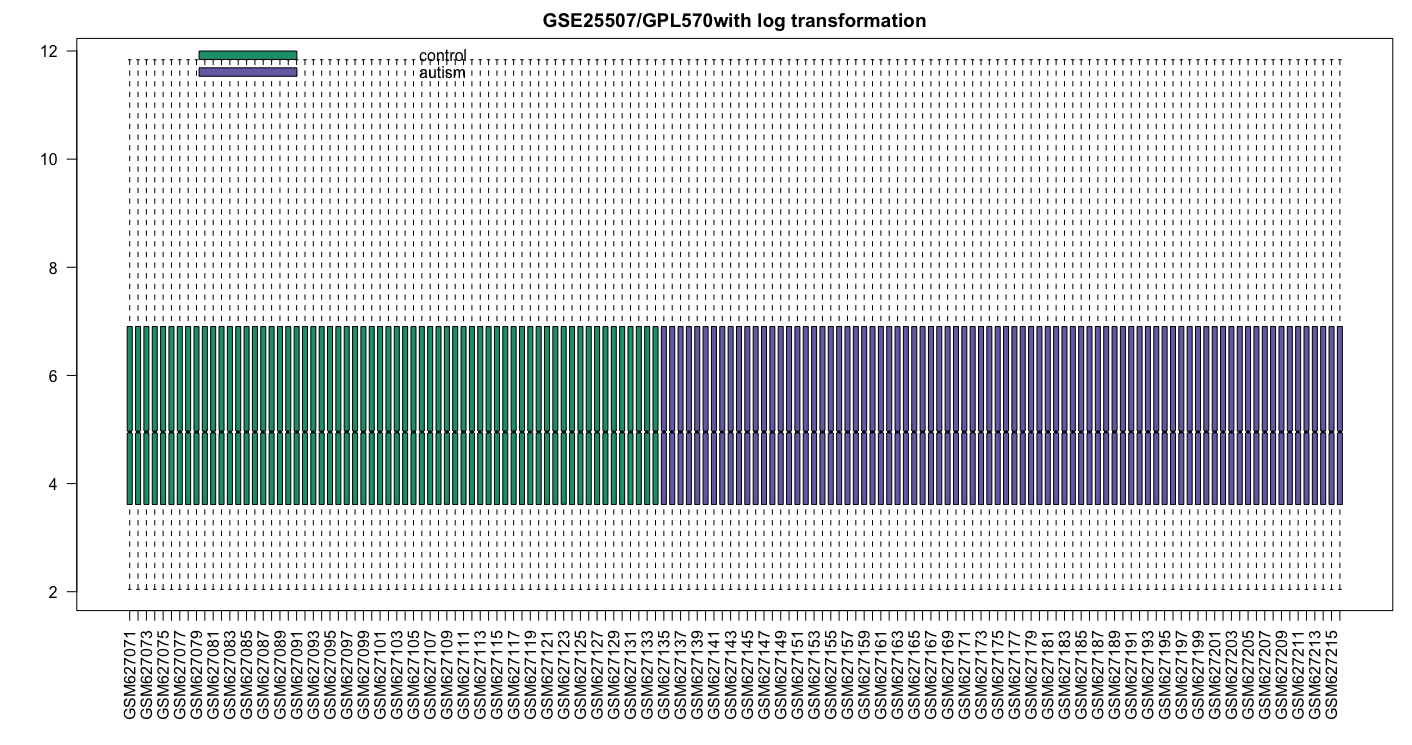 GSE25507/GPL570with log transformation
control
autism
12
10
8
6
4
2
GSM627071
GSM627073
GSM627075
GSM627077
GSM627079
GSM627081
GSM627083
GSM627085
GSM627087
GSM627089
GSM627091
GSM627093
GSM627095
GSM627097
GSM627099
GSM627101
GSM627103
GSM627105
GSM627107
GSM627109
GSM627111
GSM627113
GSM627115
GSM627117
GSM627119
GSM627121
GSM627123
GSM627125
GSM627127
GSM627129
GSM627131
GSM627133
GSM627135
GSM627137
GSM627139
GSM627141
GSM627143
GSM627145
GSM627147
GSM627149
GSM627151
GSM627153
GSM627155
GSM627157
GSM627159
GSM627161
GSM627163
GSM627165
GSM627167
GSM627169
GSM627171
GSM627173
GSM627175
GSM627177
GSM627179
GSM627181
GSM627183
GSM627185
GSM627187
GSM627189
GSM627191
GSM627193
GSM627195
GSM627197
GSM627199
GSM627201
GSM627203
GSM627205
GSM627207
GSM627209
GSM627211
GSM627213
GSM627215